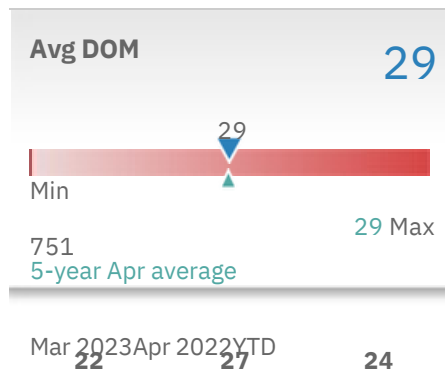 Avg DOM
29
29
Min
29 Max
751
5-year Apr average
Mar 2023Apr 2022YTD
22 27 24